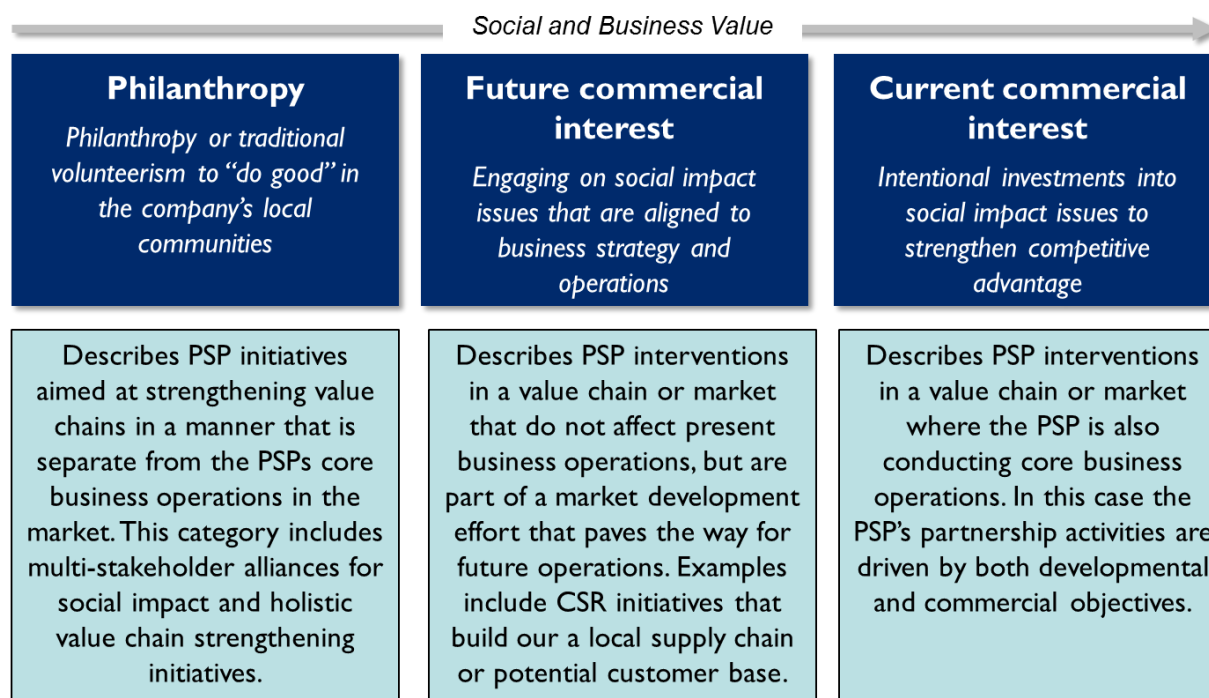 Social and Business Value
Philanthropy
Philanthropy or traditional
volunteerism to “do good” in
the company’s local
communities
Future commercial
interest
Engaging on social impact
issues that are aligned to
business strategy and
operations
Current commercial
interest
Intentional investments into
social impact issues to
strengthen competitive
advantage
Describes PSP initiatives
aimed at strengthening value
chains in a manner that is
separate from the PSPs core
business operations in the
market. This category includes
multi-stakeholder alliances for
social impact and holistic
value chain strengthening
initiatives.
Describes PSP interventions
in a value chain or market
that do not affect present
business operations, but are
part of a market development
effort that paves the way for
future operations. Examples
include CSR initiatives that
build our a local supply chain
or potential customer base.
Describes PSP interventions
in a value chain or market
where the PSP is also
conducting core business
operations. In this case the
PSP’s partnership activities are
driven by both developmental
and commercial objectives.